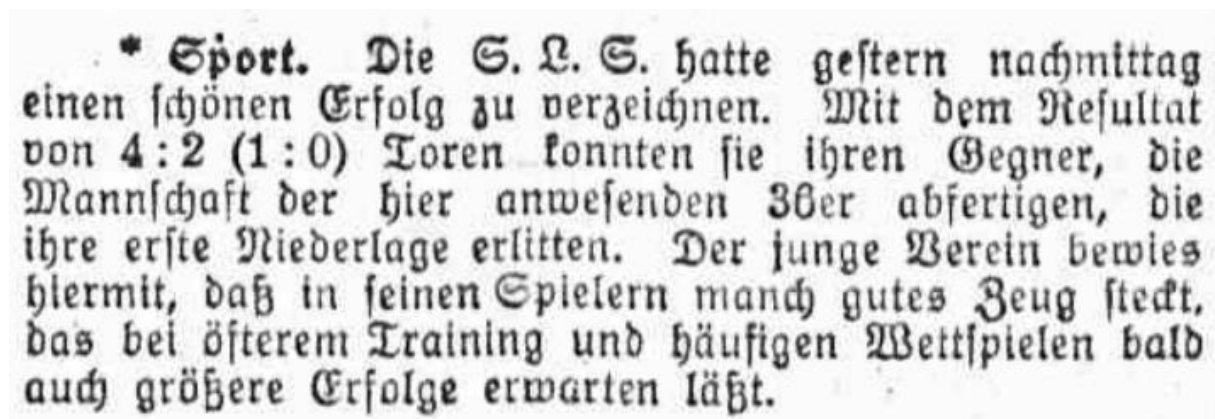 * Sport. Die S. L. S. hatte gestern nachmittag
einen schönen Erfolg zu verzeichnen. Mit dem Resultat
von 4 : 2 (1 : 0) Toren konnten sie ihren Gegner, die
Mannschaft der hier anwesenden 36er abfertigen, die
ihre erste Niederlage erlitten. Der junge Verein bewies
hiermit, daß in seinen Spielern manch gutes Zeug steckt,
das bei öfterem Training und häufigen Wettspielen bald
auch größere Erfolge erwarten läßt.